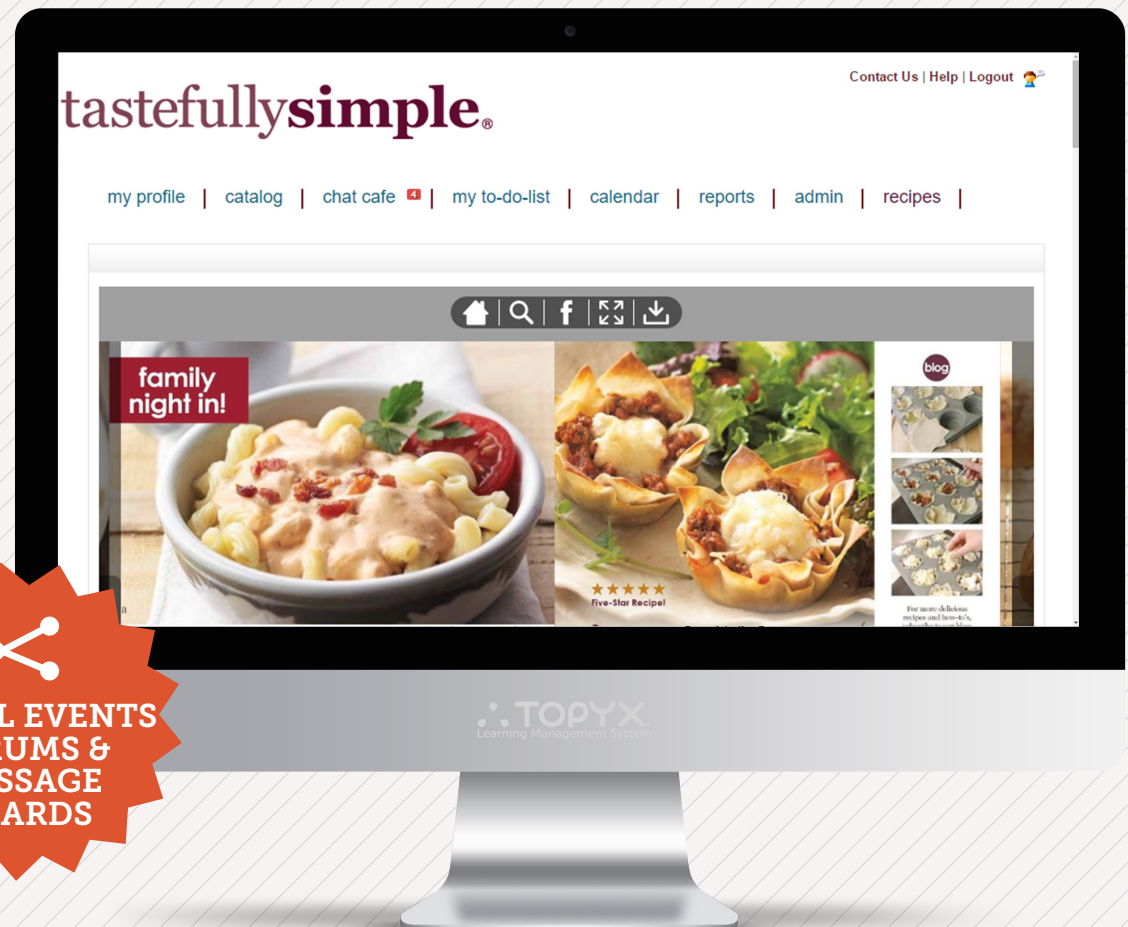 Contact Us | Help | Logout
tastefullysimple®
my profile | catalog | chat cafe 4 | my to-do-list | calendar | reports | admin | recipes |
family
night in!
blog
Five-Star Recipe!
For more delicious
recipes and how-to's,
L EVENTS
RUMS &
SSAGE
ARDS
TOPYX
Learning Management System